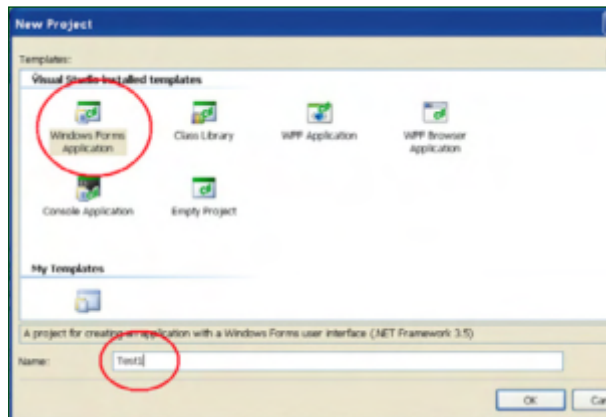 New Project
Templates:
Visual Studio installed templates
Windows Forms Application
Class Library
WPF Application
WPF Browser Application
Console Application
Empty Project
My Templates
A project for creating an application with a Windows Forms user interface (.NET Framework 3.5)
Name:
Test1
OK
Can